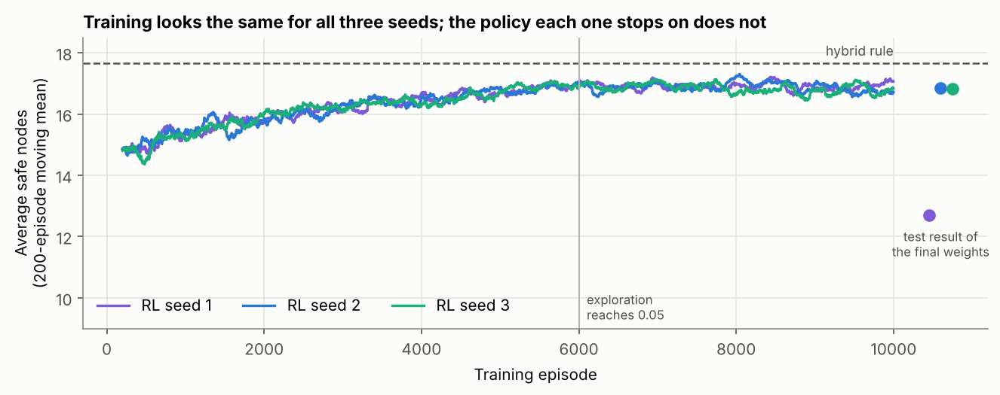 Training looks the same for all three seeds; the policy each one stops on does not
Average safe nodes
(200-episode moving mean)
18
16
14
12
10
hybrid rule
test result of
the final weights
RL seed 1
RL seed 2
RL seed 3
exploration
reaches 0.05
0
2000
4000
6000
8000
10000
Training episode